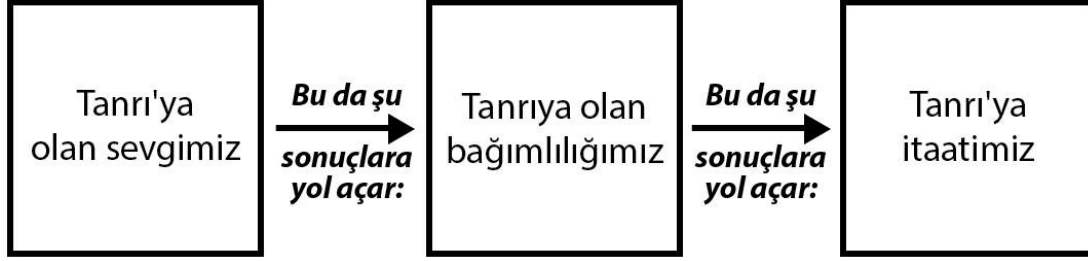 Tanrı'ya
olan sevgimiz
Bu da şu
sonuçlara
yol açar:
Tanrıya olan
bağımlılığımız
Bu da şu
sonuçlara
yol açar:
Tanrı'ya
itaatimiz